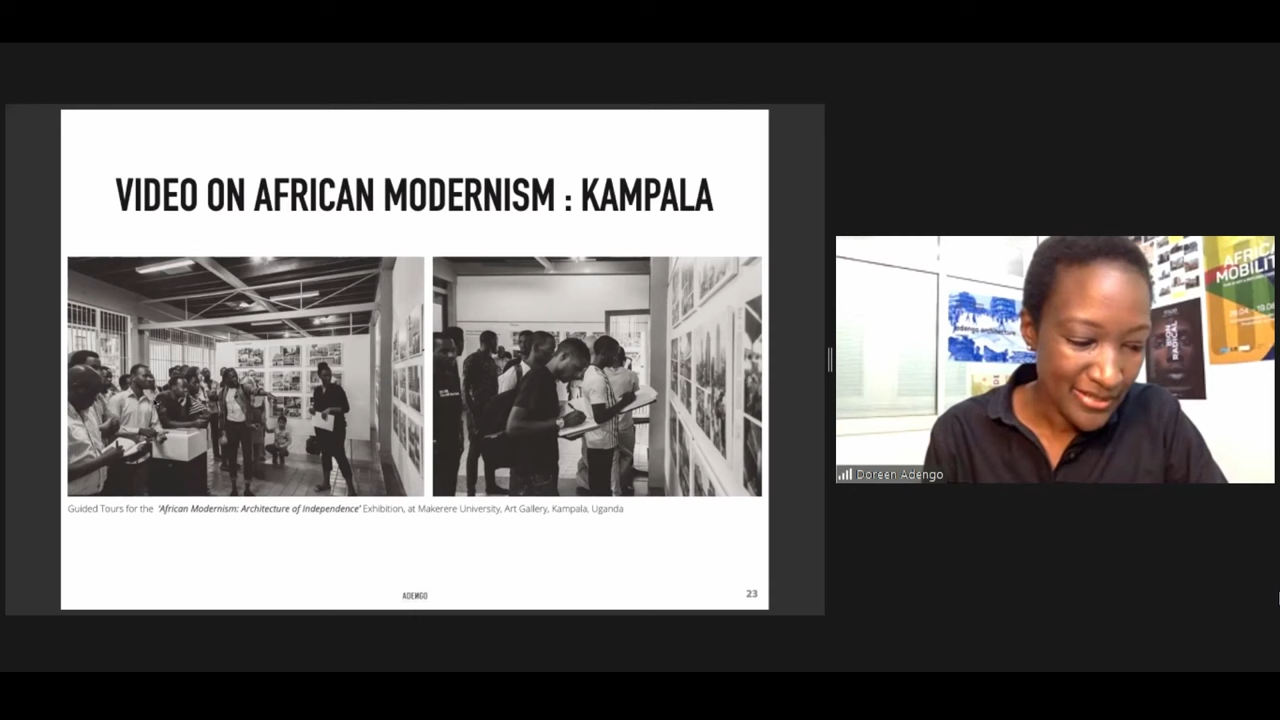 VIDEO ON AFRICAN MODERNISM : KAMPALA
Guided Tours for the 'African Modernism: Architecture of Independence' Exhibition, at Makerere University, Art Gallery, Kampala, Uganda
ADENGO
23
adengo architecture
AFRICA
MOBILIT
RADICAL
Doreen Adengo